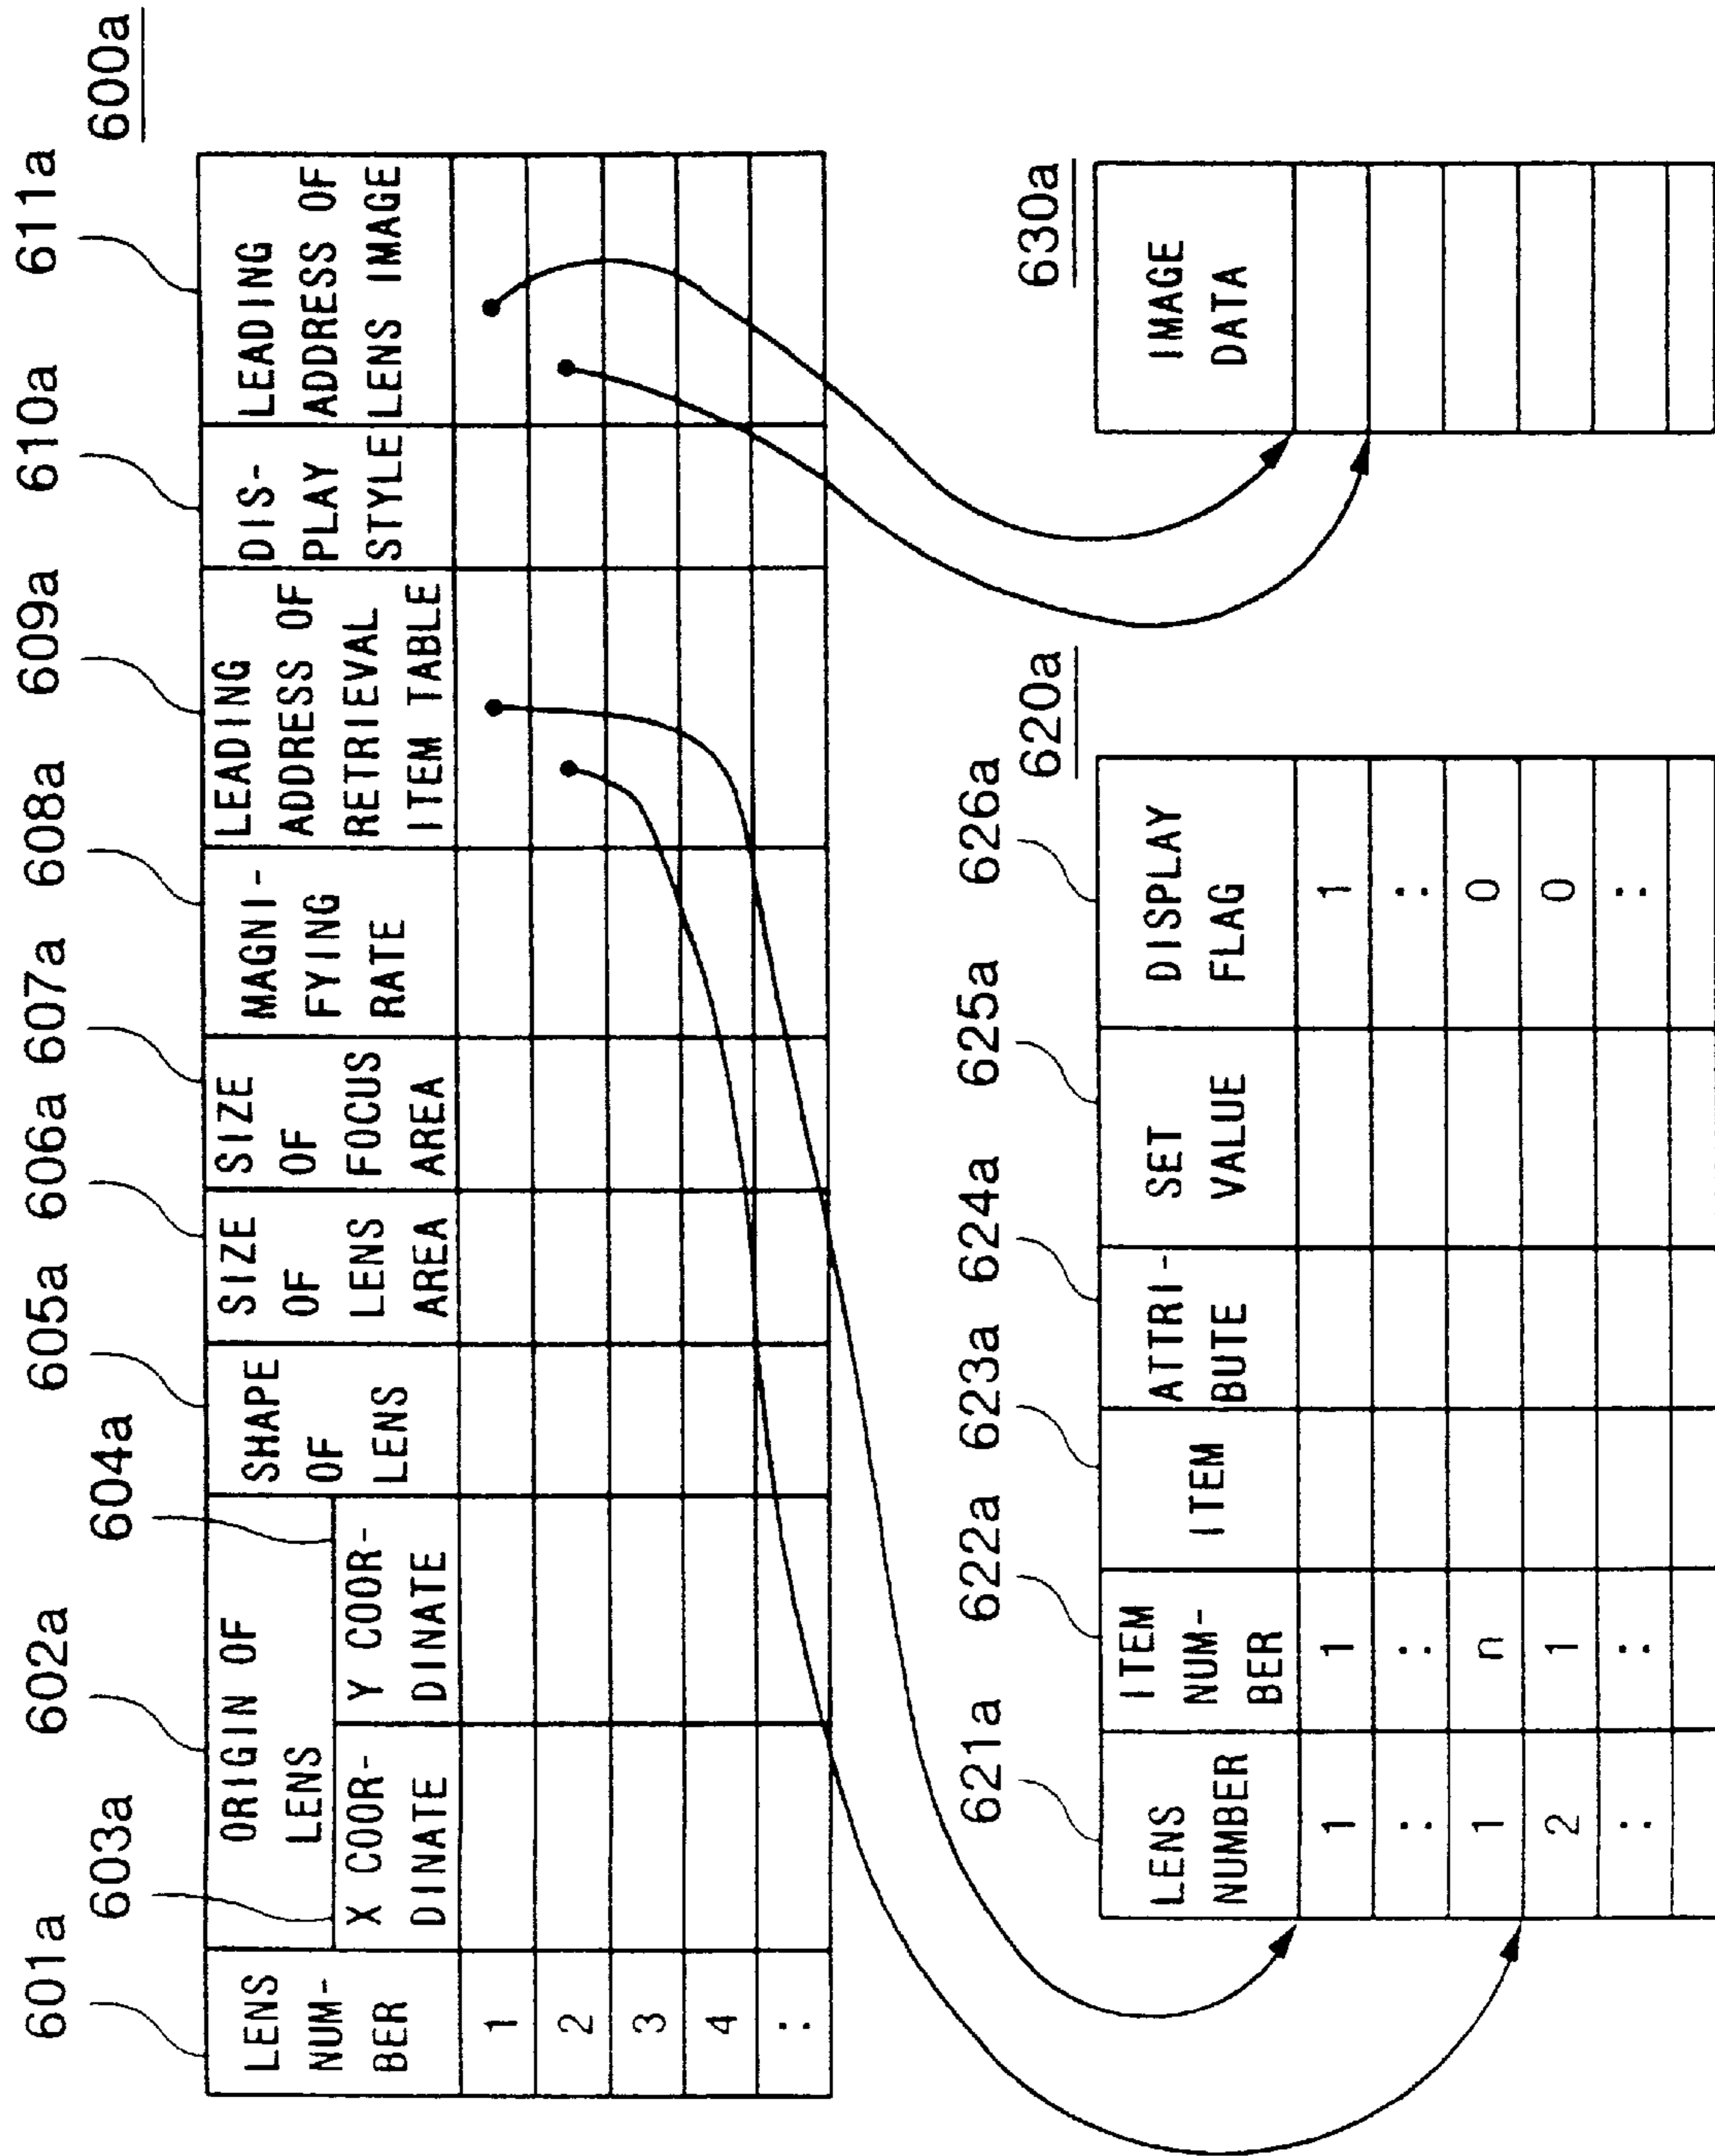 600a
601a 602a 603a 604a 605a 606a 607a 608a 609a 610a 611a
LENS NUM-BER
ORIGIN OF LENS
X COOR-DINATE
Y COOR-DINATE
SHAPE OF LENS
SIZE OF LENS AREA
SIZE OF FOCUS AREA
MAGNI-FYING RATE
LEADING ADDRESS OF RETRIEVAL ITEM TABLE
DIS-PLAY STYLE
LEADING ADDRESS OF LENS IMAGE
1
2
3
4
:
620a
621a 622a 623a 624a 625a 626a
LENS NUMBER
ITEM NUM-BER
ITEM
ATTRI-BUTE
SET VALUE
DISPLAY FLAG
1 1 1
: : :
1 n 0
2 1 0
: : :
630a
IMAGE DATA